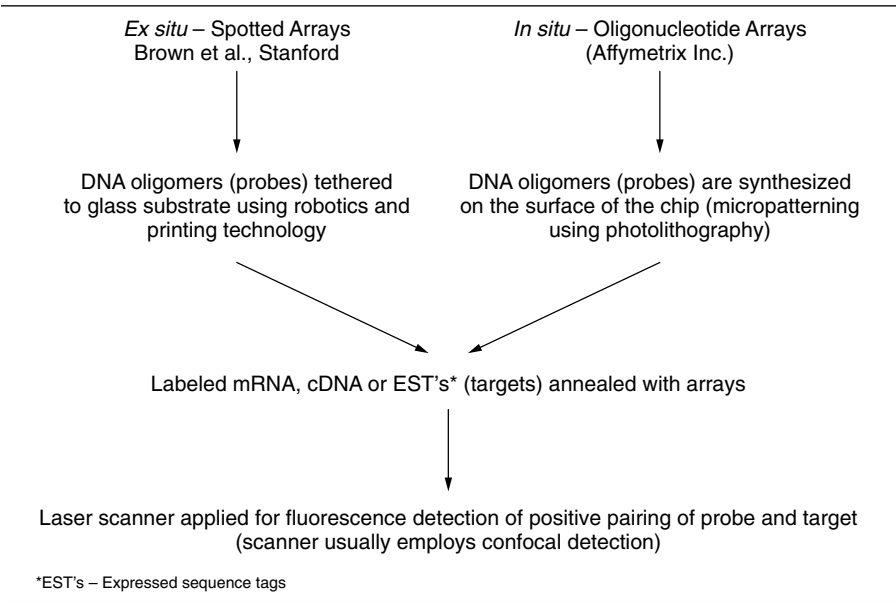 Ex situ – Spotted Arrays
Brown et al., Stanford
In situ – Oligonucleotide Arrays
(Affymetrix Inc.)
DNA oligomers (probes) tethered
to glass substrate using robotics and
printing technology
DNA oligomers (probes) are synthesized
on the surface of the chip (micropatterning
using photolithography)
Labeled mRNA, cDNA or EST’s* (targets) annealed with arrays
Laser scanner applied for fluorescence detection of positive pairing of probe and target
(scanner usually employs confocal detection)
*EST’s – Expressed sequence tags